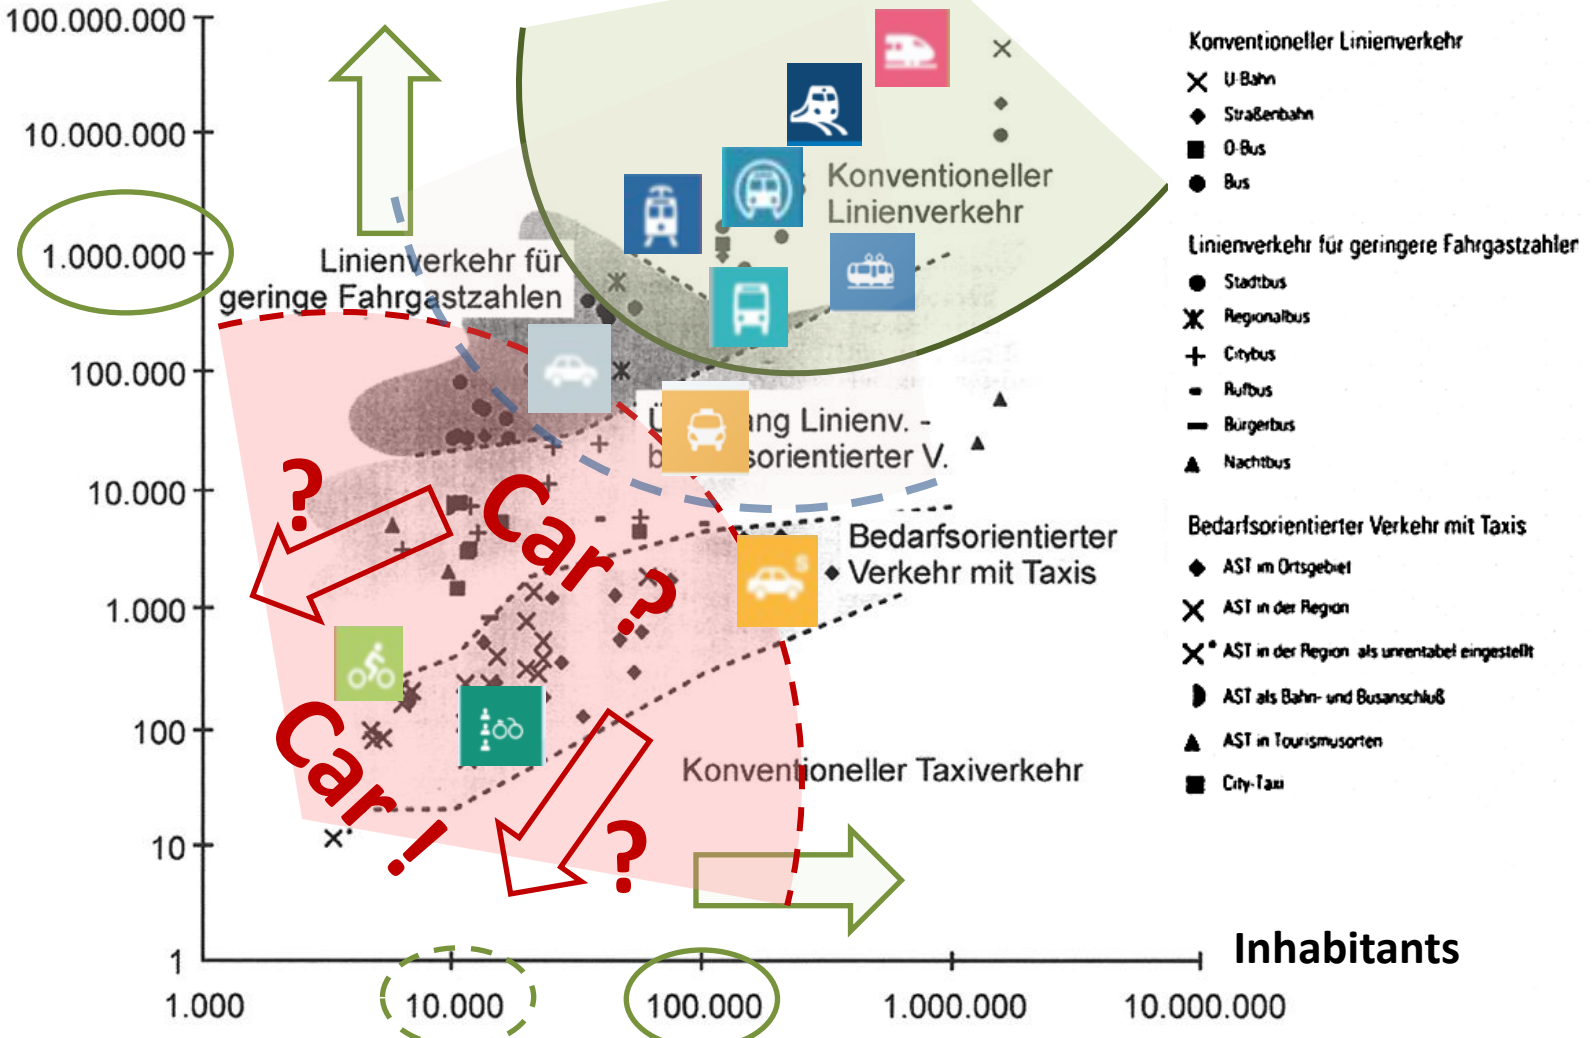 100.000.000
10.000.000
1.000.000
100.000
10.000
1.000
100
10
1
1.000
10.000
100.000
1.000.000
10.000.000
Inhabitants
Konventioneller
Linienverkehr
Linienverkehr für
geringe Fahrgastzahlen
ang Linienv. -
sorientierter V.
Bedarfsorientierter
Verkehr mit Taxis
S
Konventioneller Taxiverkehr
?
Car ?
Car !
?
Konventioneller Linienverkehr
U-Bahn
Straßenbahn
O-Bus
Bus
Linienverkehr für geringere Fahrgastzahlen
Stadtbus
Regionalbus
Citybus
Rufbus
Bürgerbus
Nachtbus
Bedarfsorientierter Verkehr mit Taxis
AST im Ortsgebiet
AST in der Region
AST in der Region als unrentabel eingestellt
AST als Bahn- und Busanschluß
AST in Tourismusorten
City-Taxi